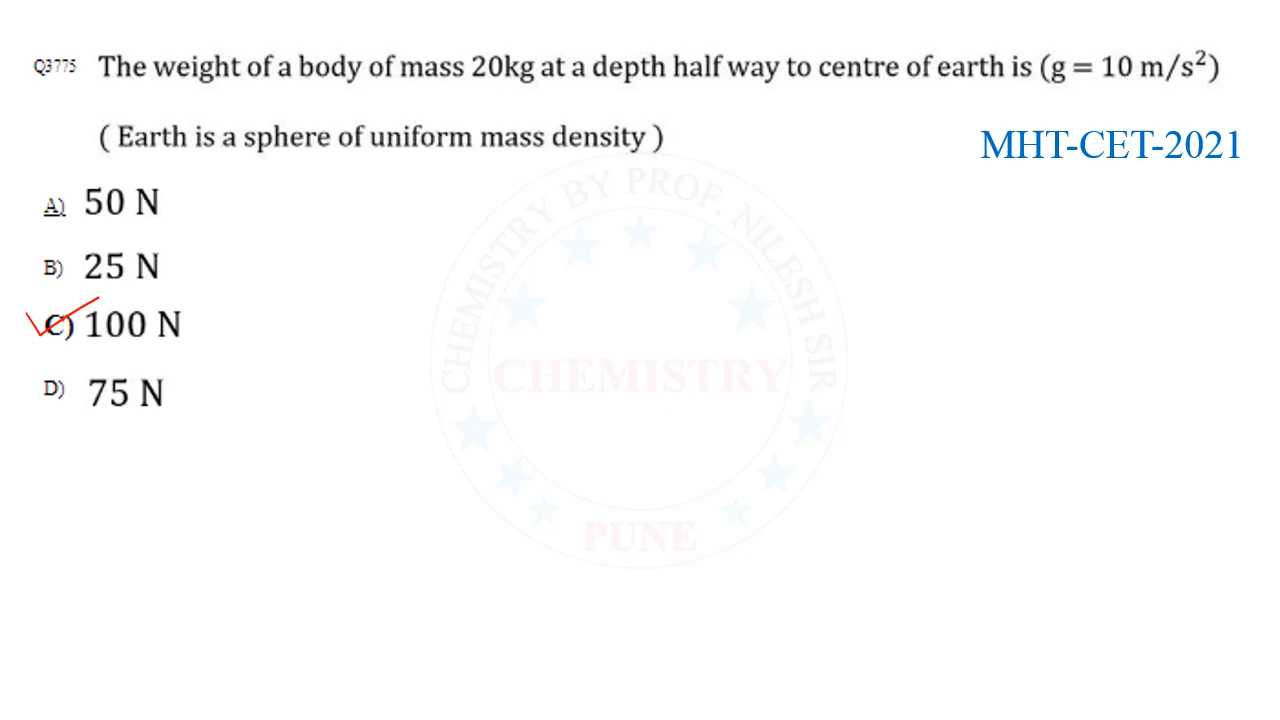 Q3775 The weight of a body of mass 20kg at a depth half way to centre of earth is (g = 10 m/s²)
( Earth is a sphere of uniform mass density )
MHT-CET-2021
A) 50 N
B) 25 N
C) 100 N
D) 75 N
CHEMISTRY BY PROF. NILESH SIR
CHEMISTRY
PUNE